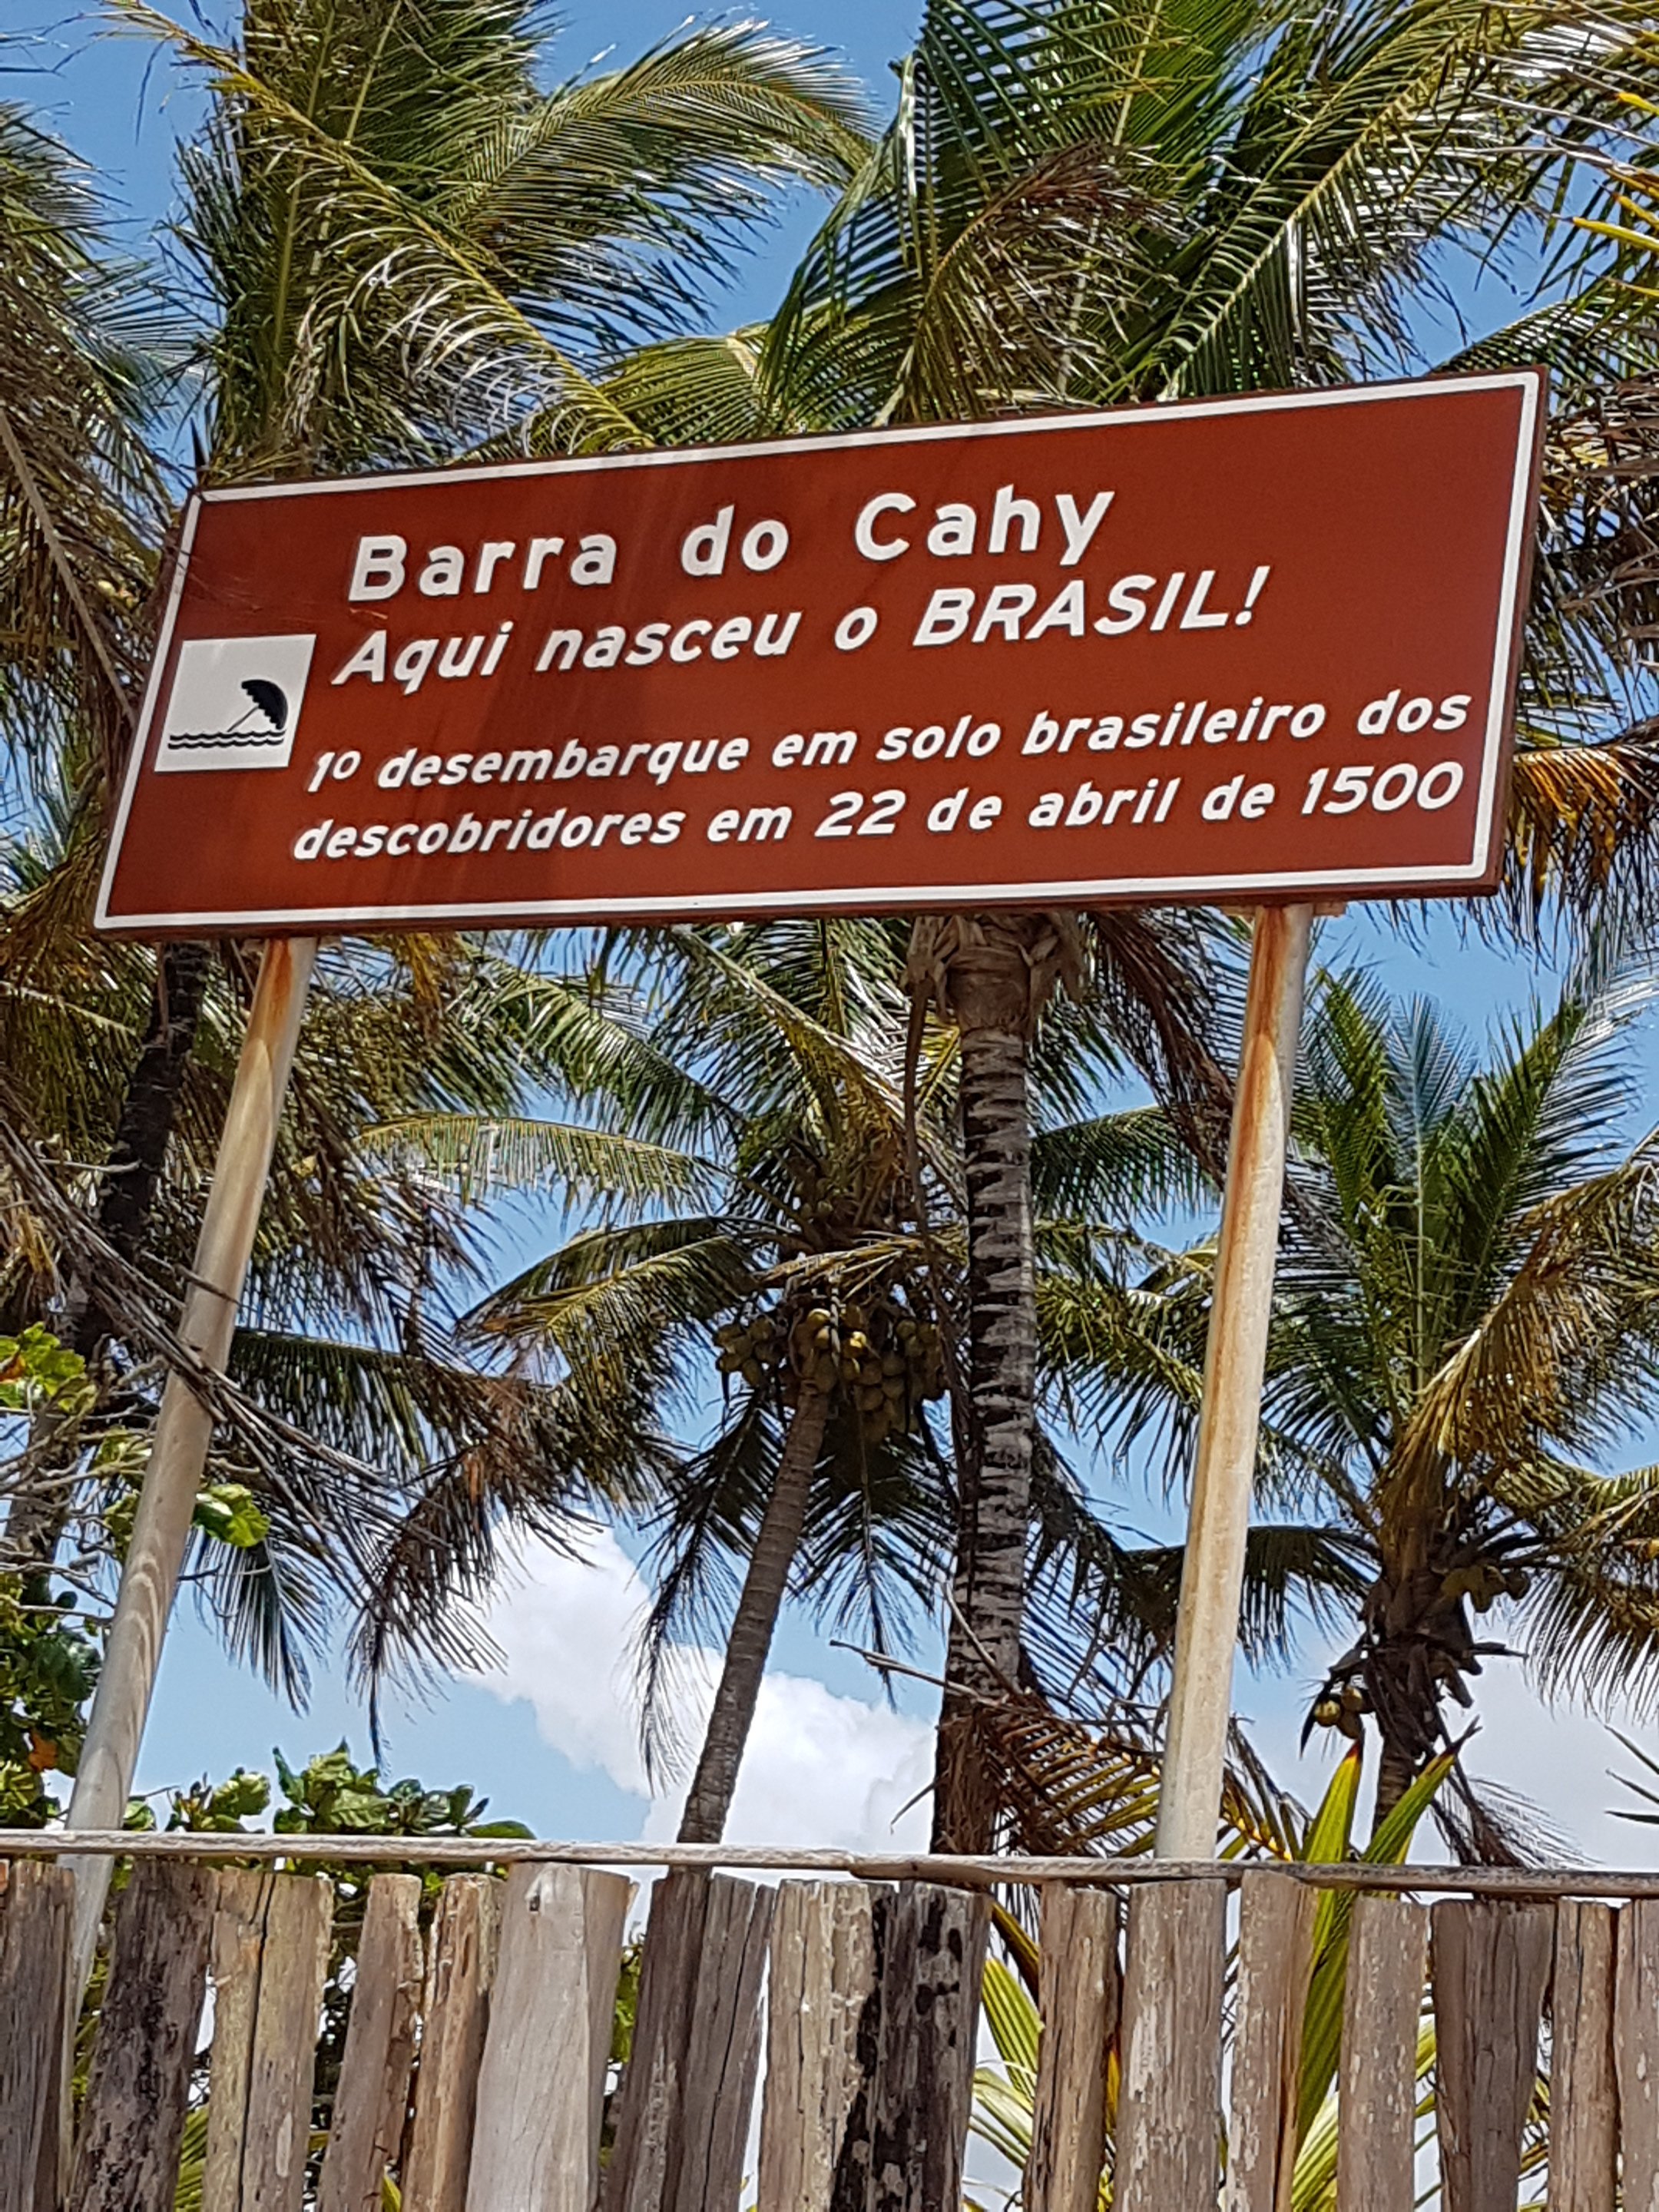 Barra do Cahy
Aqui nasceu o BRASIL!
1º desembarque em solo brasileiro dos
descobridores em 22 de abril de 1500